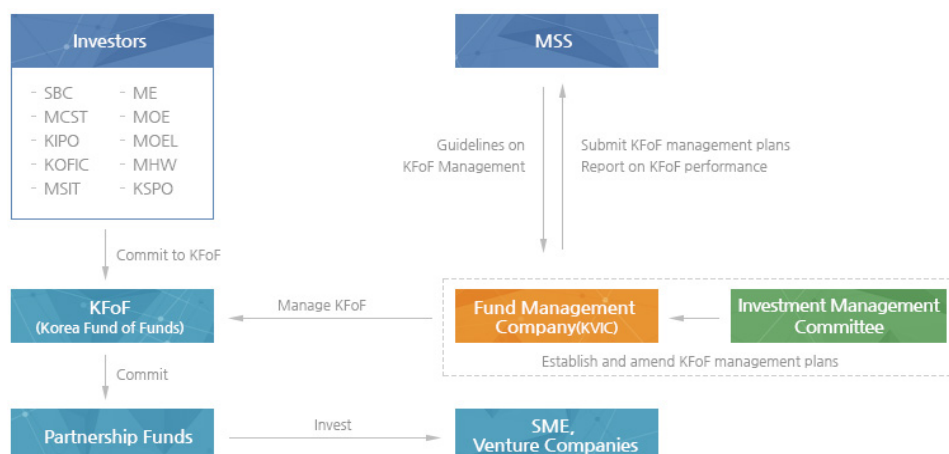 Investors
- SBC
- MCST
- KIPO
- KOFIC
- MSIT
- ME
- MOE
- MOEL
- MHW
- KSPO
MSS
Guidelines on
KFoF Management
Submit KFoF management plans
Report on KFoF performance
Commit to KFoF
KFoF
(Korea Fund of Funds)
Manage KFoF
Fund Management
Company(KVIC)
Investment Management
Committee
Establish and amend KFoF management plans
Commit
Partnership Funds
Invest
SME,
Venture Companies